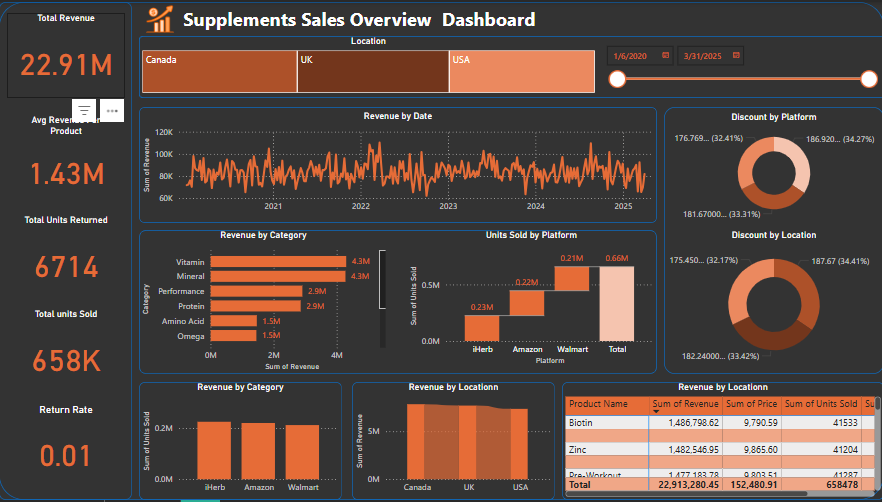 Supplements Sales Overview Dashboard
Total Revenue
22.91M
Product
1.43M
Total Units Returned
6714
Total units Sold
658K
Return Rate
0.01
Location
Canada
UK
USA
1/6/2020
3/31/2025
Revenue by Date
Sum of Revenue
120K
100K
80K
60K
2021
2022
2023
2024
2025
Revenue by Category
Category
Vitamin
4.3M
Mineral
4.3M
Performance
2.9M
Protein
2.9M
Amino Acid
1.5M
Omega
1.5M
0M
2M
4M
Sum of Revenue
Units Sold by Platform
Sum of Units Sold
0.5M
0.0M
0.23M
0.22M
0.21M
0.66M
iHerb
Amazon
Walmart
Total
Platform
Discount by Platform
176.769... (32.41%)
186.920... (34.27%)
181.67000... (33.31%)
Discount by Location
175.450... (32.17%)
187.67 (34.41%)
182.24000... (33.42%)
Revenue by Category
Sum of Units Sold
0.2M
0.0M
iHerb
Amazon
Walmart
Revenue by Locationn
Sum of Revenue
5M
0M
Canada
UK
USA
Revenue by Locationn
Product Name Sum of Revenue Sum of Price Sum of Units Sold Su
Biotin 1,486,798.62 9,790.59 41533
Zinc 1,482,546.95 9,865.60 41204
Pre-Workout 1,477,183.78 9,803.51 41287
Total 22,913,280.45 152,480.91 658478